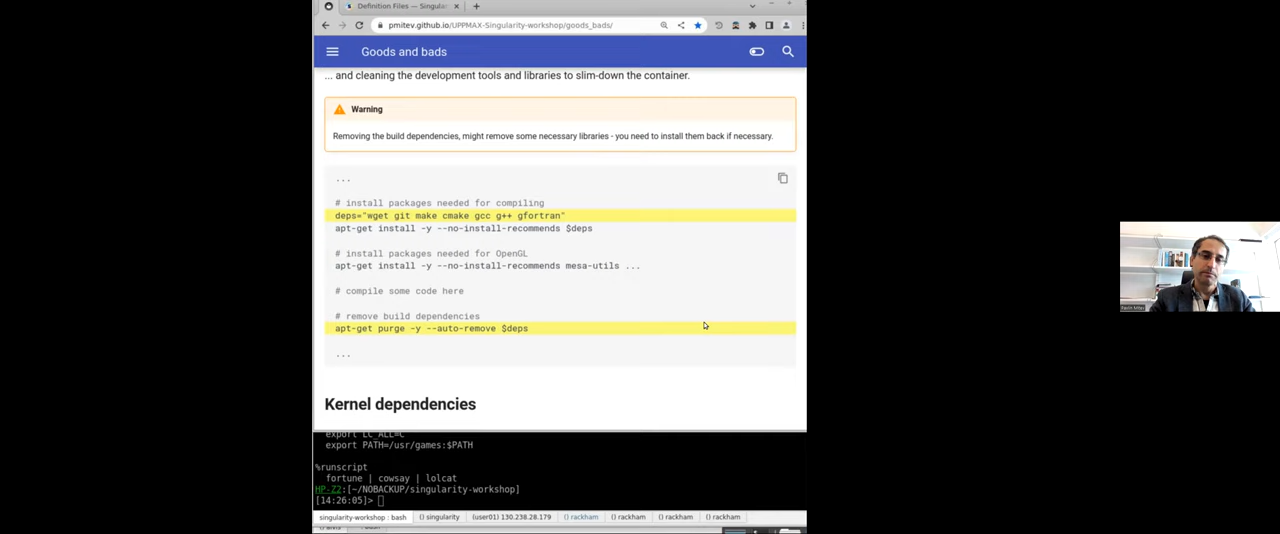 Definition Files — Singula
pmitev.github.io/UPPMAX-Singularity-workshop/goods_bads/
Goods and bads
... and cleaning the development tools and libraries to slim-down the container.
Warning
Removing the build dependencies, might remove some necessary libraries - you need to install them back if necessary.
...
# install packages needed for compiling
deps="wget git make cmake gcc g++ gfortran"
apt-get install -y --no-install-recommends $deps
# install packages needed for OpenGL
apt-get install -y --no-install-recommends mesa-utils ...
# compile some code here
# remove build dependencies
apt-get purge -y --auto-remove $deps
...
Kernel dependencies
export LC_ALL=C
export PATH=/usr/games:$PATH
%runscript
fortune | cowsay | lolcat
HP-Z2:[~/NOBACKUP/singularity-workshop]
[14:26:05]>
singularity-workshop : bash () singularity (user01) 130.238.28.179 () rackham () rackham () rackham () rackham